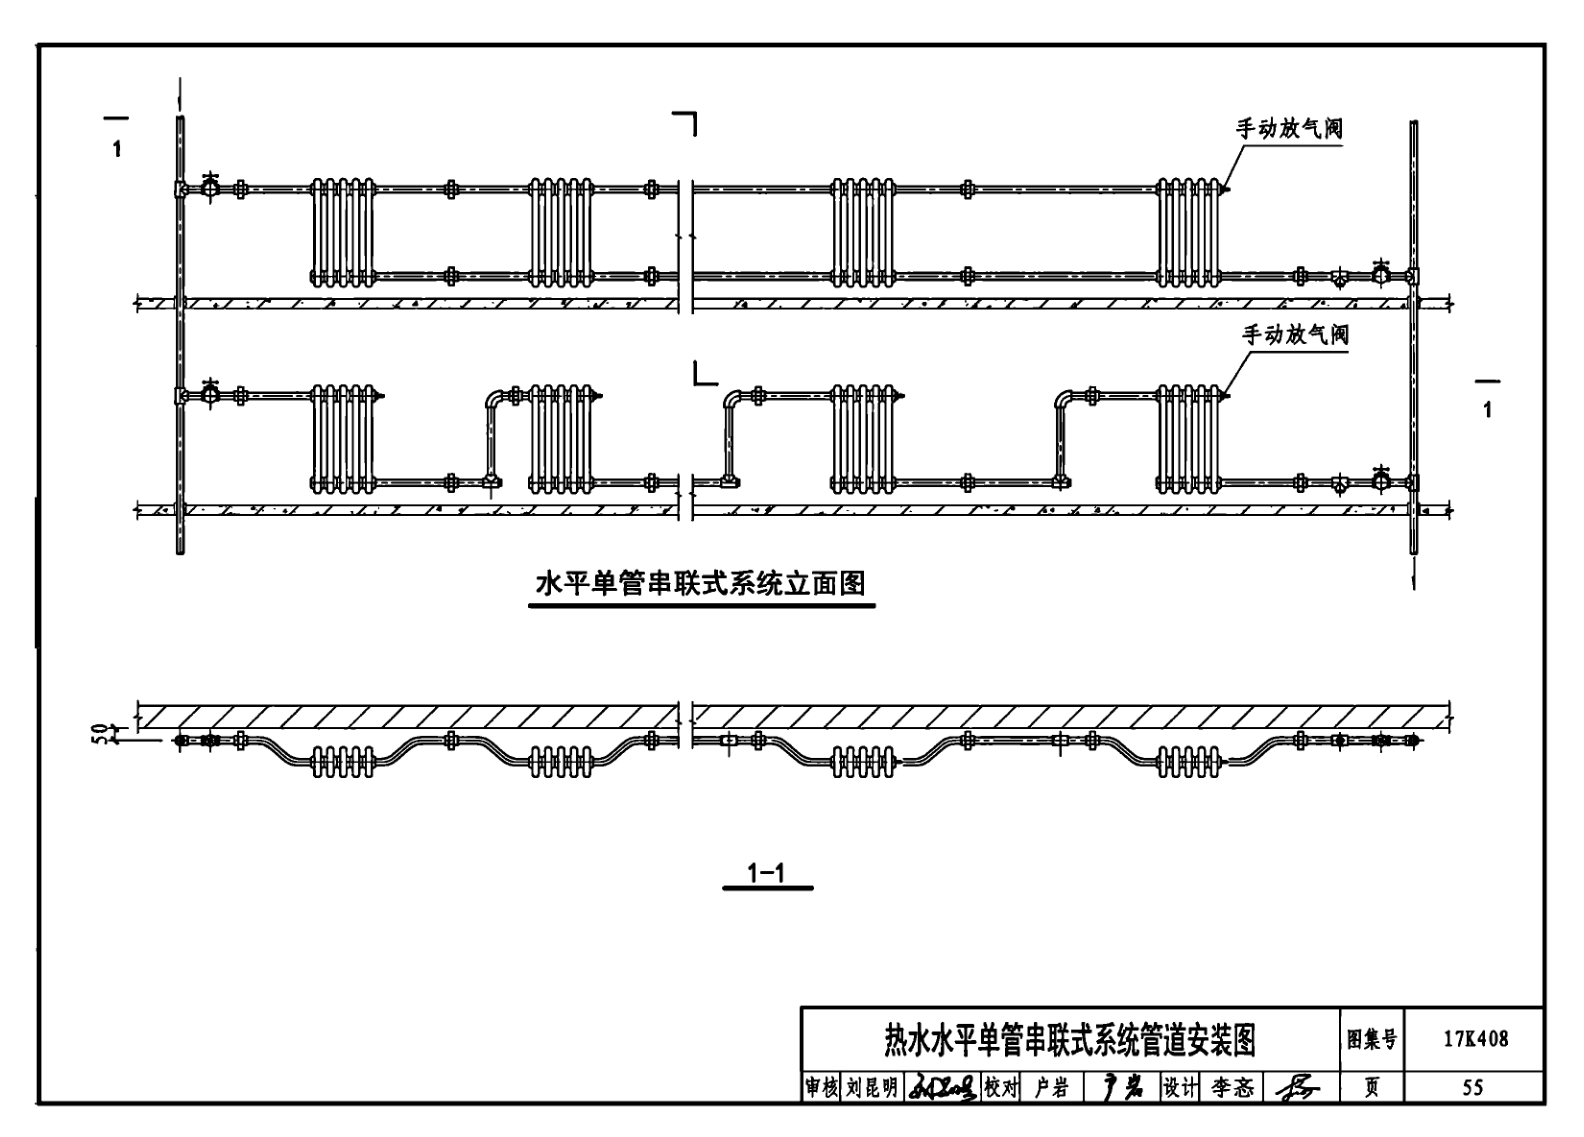 1
手动放气阀
手动放气阀
1
水平单管串联式系统立面图
50
1-1
热水水平单管串联式系统管道安装图 图集号 17K408
审核 刘昆明 校对 户岩 设计 李忞 页 55